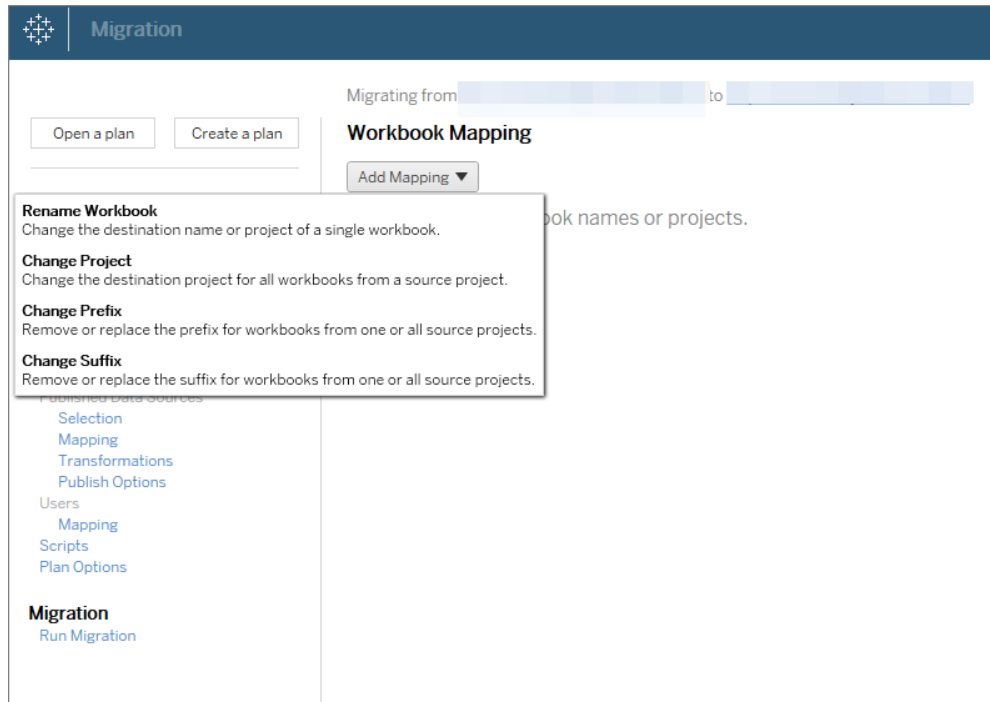 Migration
Migrating from to
Open a plan Create a plan
Workbook Mapping
Add Mapping ▼
Rename Workbook
Change the destination name or project of a single workbook.
ook names or projects.
Change Project
Change the destination project for all workbooks from a source project.
Change Prefix
Remove or replace the prefix for workbooks from one or all source projects.
Change Suffix
Remove or replace the suffix for workbooks from one or all source projects.
Published Data Sources
Selection
Mapping
Transformations
Publish Options
Users
Mapping
Scripts
Plan Options
Migration
Run Migration